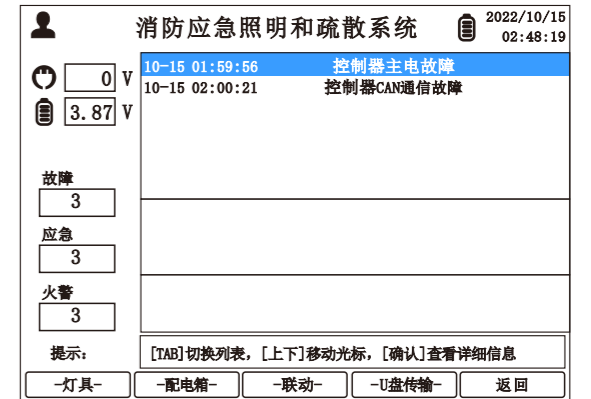 消防应急照明和疏散系统
2022/10/15
02:48:19
0 V
3.87 V
10-15 01:59:56 控制器主电故障
10-15 02:00:21 控制器CAN通信故障
故障
3
应急
3
火警
3
提示: [TAB]切换列表, [上下]移动光标, [确认]查看详细信息
-灯具- -配电箱- -联动- -U盘传输- 返回